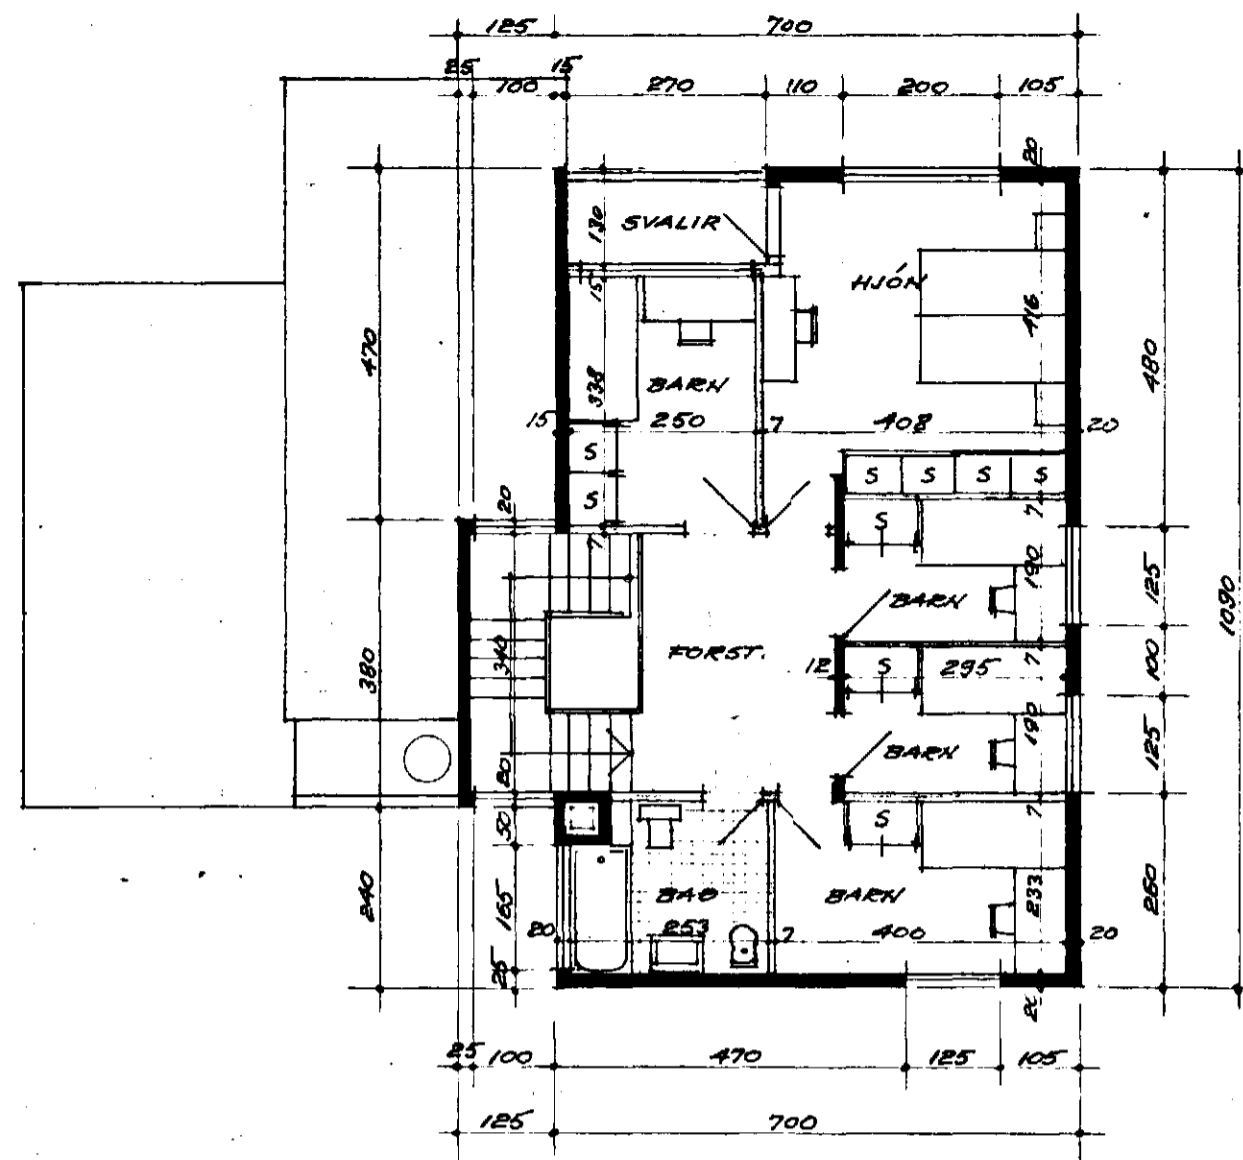 125 700
25 100 15 270 110 200 105
20
130 SVALIR
HJÓN
15
416
470 338 BARN 480
15 250 7 408 20
S
S S S S
S
20 7
7 S
190 125
BARN
1090
340 FORST.
380 12 S 295 7 100
190
BARN 125
20
50 S 7
240 165 BAÐ BARN 233 260
20 253 7 400 20
25
20
25 100 470 125 105
125 700